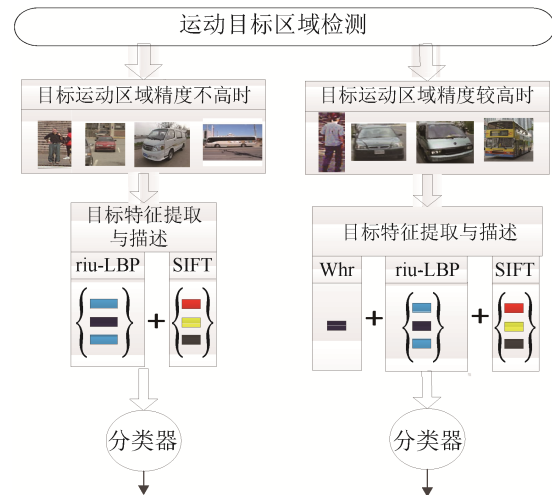 运动目标区域检测
目标运动区域精度不高时
目标运动区域精度较高时
目标特征提取
与描述
riu-LBP
SIFT
+
目标特征提取与描述
Whr
riu-LBP
SIFT
+
+
分类器
分类器